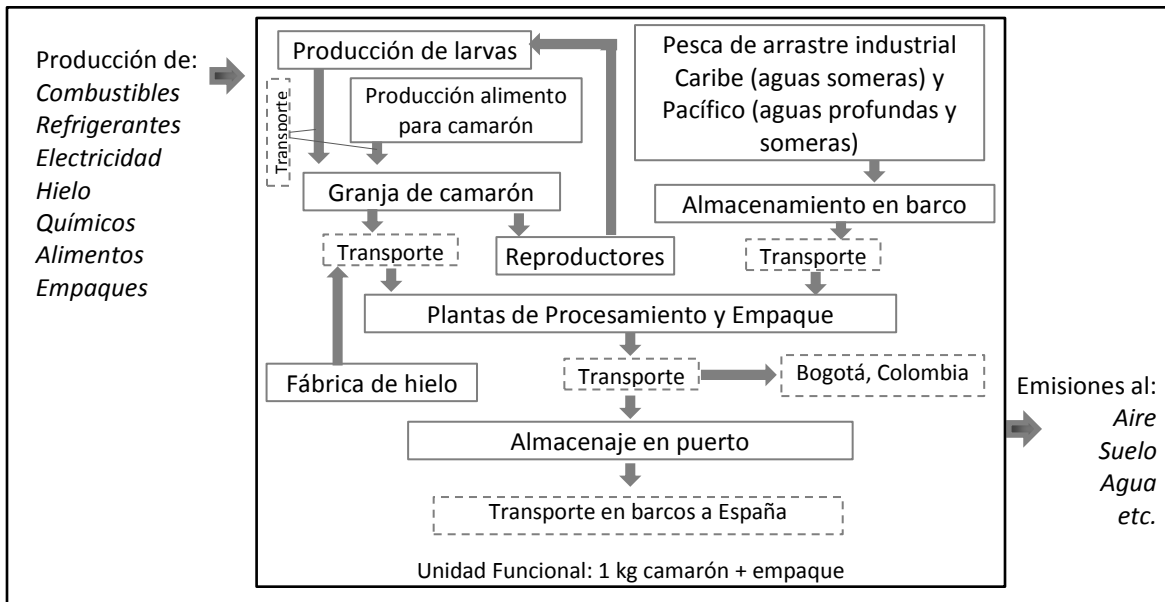 Producción de:
Combustibles
Refrigerantes
Electricidad
Hielo
Químicos
Alimentos
Empaques
Producción de larvas
Transporte
Producción alimento
para camarón
Granja de camarón
Transporte
Reproductores
Pesca de arrastre industrial
Caribe (aguas someras) y
Pacífico (aguas profundas y
someras)
Almacenamiento en barco
Transporte
Plantas de Procesamiento y Empaque
Fábrica de hielo
Transporte
Bogotá, Colombia
Almacenaje en puerto
Transporte en barcos a España
Unidad Funcional: 1 kg camarón + empaque
Emisiones al:
Aire
Suelo
Agua
etc.